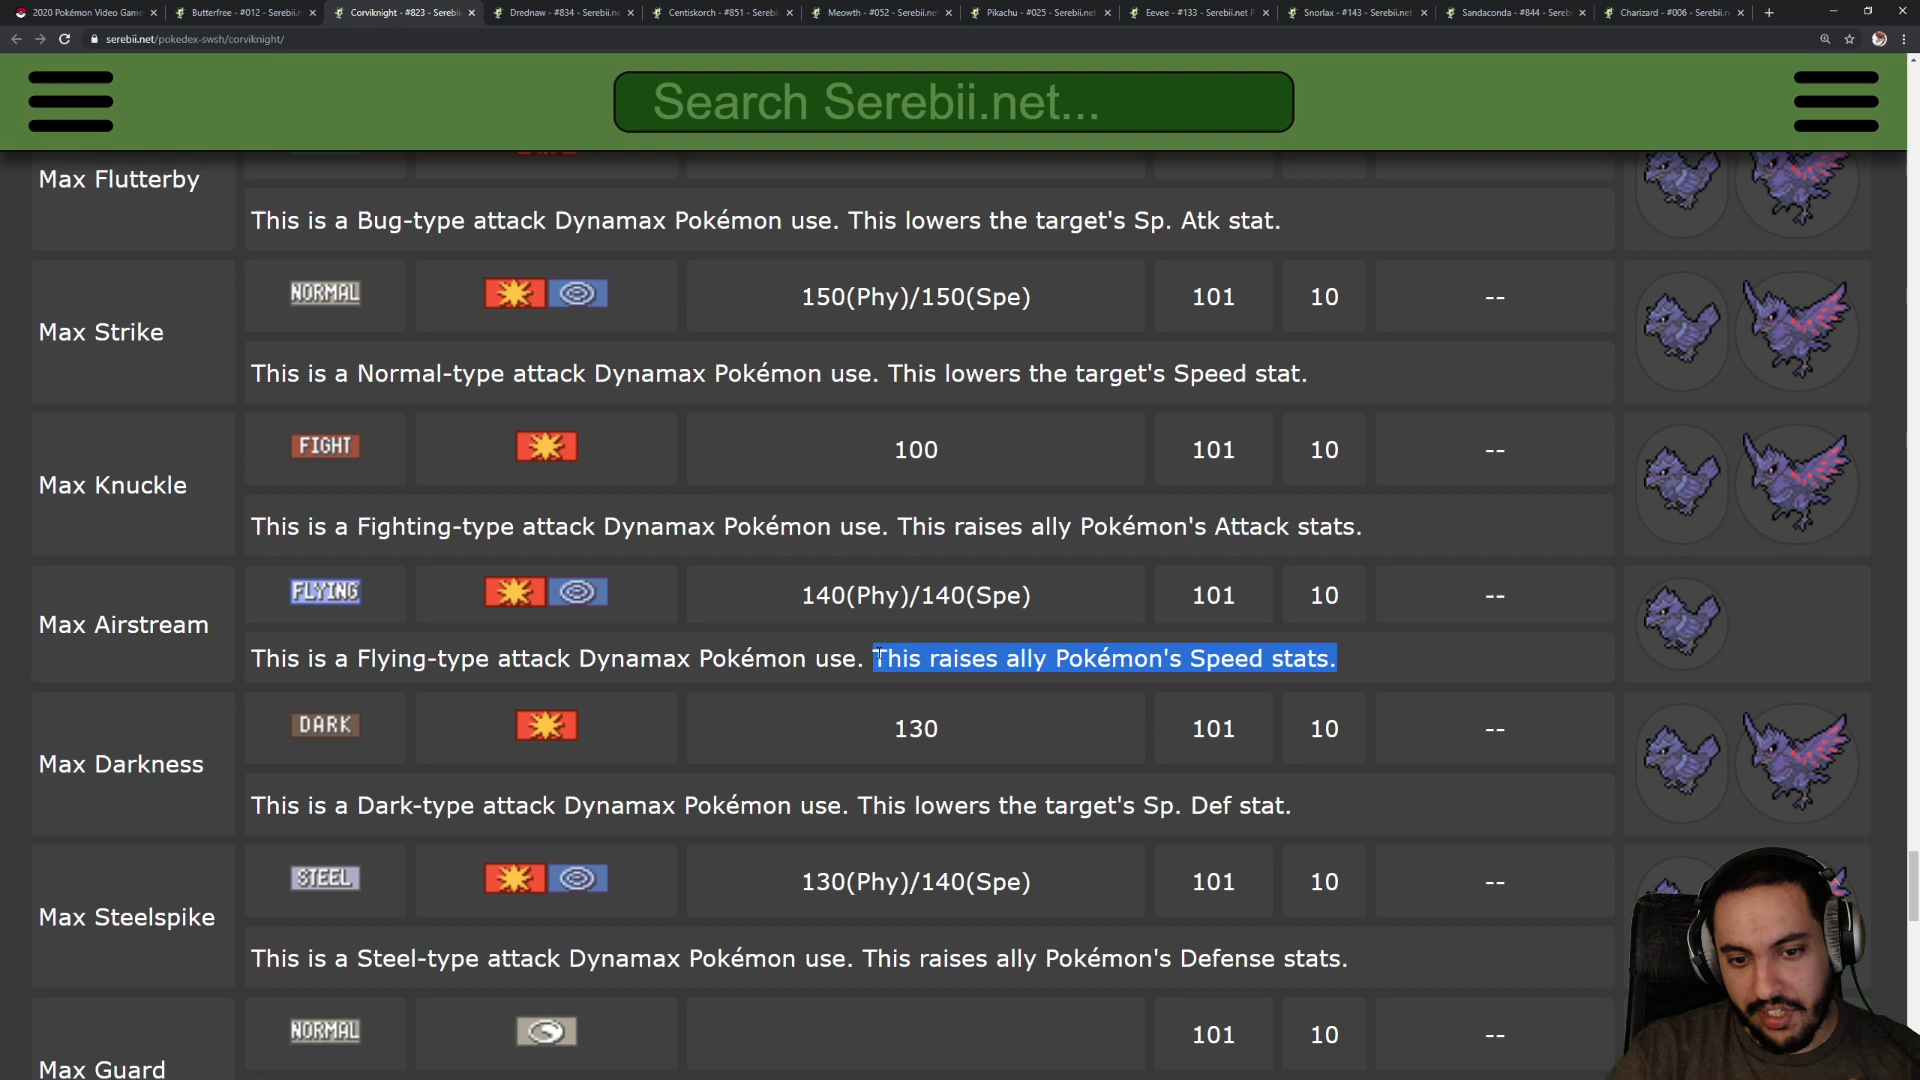 2020 Pokémon Video Game
Butterfree - #012 - Serebii.n
Corviknight - #823 - Serebii
Drednaw - #834 - Serebii.ne
Centiskorch - #851 - Serebii
Meowth - #052 - Serebii.net
Pikachu - #025 - Serebii.net
Eevee - #133 - Serebii.net P
Snorlax - #143 - Serebii.net
Sandaconda - #844 - Sereb
Charizard - #006 - Serebii.n
serebii.net/pokedex-swsh/corviknight/
Search Serebii.net...
Max Flutterby
This is a Bug-type attack Dynamax Pokémon use. This lowers the target's Sp. Atk stat.
Max Strike
NORMAL
150(Phy)/150(Spe)
101
10
--
This is a Normal-type attack Dynamax Pokémon use. This lowers the target's Speed stat.
Max Knuckle
FIGHT
100
101
10
--
This is a Fighting-type attack Dynamax Pokémon use. This raises ally Pokémon's Attack stats.
Max Airstream
FLYING
140(Phy)/140(Spe)
101
10
--
This is a Flying-type attack Dynamax Pokémon use. This raises ally Pokémon's Speed stats.
Max Darkness
DARK
130
101
10
--
This is a Dark-type attack Dynamax Pokémon use. This lowers the target's Sp. Def stat.
Max Steelspike
STEEL
130(Phy)/140(Spe)
101
10
--
This is a Steel-type attack Dynamax Pokémon use. This raises ally Pokémon's Defense stats.
Max Guard
NORMAL
101
10
--